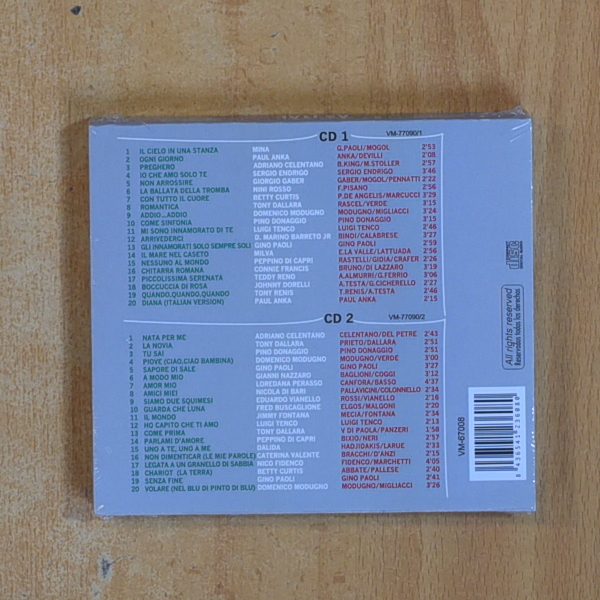 CD 1 VM-77090/1
1 IL CIELO IN UNA STANZA MINA G.PAOLI/MOGOL 2'53
2 OGNI GIORNO PAUL ANKA ANKA/DEVILLI 2'08
3 PREGHERO ADRIANO CELENTANO B.KING/M.STOLLER 2'57
4 IO CHE AMO SOLO TE SERGIO ENDRIGO SERGIO ENDRIGO 3'46
5 NON ARROSSIRE GIORGIO GABER GABER/MOGOL/PENNATTI 2'22
6 LA BALLATA DELLA TROMBA NINI ROSSO F.PISANO 2'56
7 CON TUTTO IL CUORE BETTY CURTIS P.DE ANGELIS/MARCUCCI 3'29
8 ROMANTICA TONY DALLARA RASCEL/VERDE 3'15
9 ADDIO...ADDIO DOMENICO MODUGNO MODUGNO/MIGLIACCI 3'24
10 COME SINFONIA PINO DONAGGIO PINO DONAGGIO 3'15
11 MI SONO INNAMORATO DI TE LUIGI TENCO LUIGI TENCO 2'46
12 ARRIVEDERCI D. MARINO BARRETO JR BINDI/CALABRESE 3'27
13 GLI INNAMORATI SOLO SEMPRE SOLI GINO PAOLI GINO PAOLI 2'59
14 IL MARE NEL CASETO MILVA E.LA VALLE/LATTUADA 2'56
15 NESSUNO AL MONDO PEPPINO DI CAPRI RASTELLI/GIOIA/CRAFER 2'26
16 CHITARRA ROMANA CONNIE FRANCIS BRUNO/DI LAZZARO 3'19
17 PICCOLISSIMA SERENATA TEDDY RENO A.ALMURRI/G.FERRIO 3'06
18 BOCCUCCIA DI ROSA JOHNNY DORELLI A.TESTA/G.CICHERELLO 2'27
19 QUANDO.QUANDO.QUANDO TONY RENIS T.RENIS/A.TESTA 2'46
20 DIANA (ITALIAN VERSION) PAUL ANKA PAUL ANKA 2'15
CD 2 VM-77090/2
1 NATA PER ME ADRIANO CELENTANO CELENTANO/DEL PETRE 2'43
2 LA NOVIA TONY DALLARA PRIETO/DALLARA 2'51
3 TU SAI PINO DONAGGIO PINO DONAGGIO 2'51
4 PIOVE (CIAO,CIAO BAMBINA) DOMENICO MODUGNO MODUGNO/VERDE 3'00
5 SAPORE DI SALE GINO PAOLI GINO PAOLI 3'27
6 A MODO MIO GIANNI NAZZARO BAGLIONI/COGGI 3'12
7 AMOR MIO LOREDANA PERASSO CANFORA/BASSO 4'37
8 AMICI MIEI NICOLA DI BARI PALLAVICINI/COLONNELLO 2'34
9 SIAMO DUE SQUIMESI EDUARDO VIANELLO ROSSI/VIANELLO 2'16
10 GUARDA CHE LUNA FRED BUSCAGLIONE ELGOS/MALGONI 2'20
11 IL MONDO JIMMY FONTANA MECIA/FONTANA 2'34
12 HO CAPITO CHE TI AMO LUIGI TENCO LUIGI TENCO 2'13
13 COME PRIMA TONY DALLARA V DI PAOLA/PANZERI 1'58
14 PARLAMI D'AMORE PEPPINO DI CAPRI BIXIO/NERI 2'57
15 UNO A TE, UNO A ME DALIDA HADJIDAKIS/LARUE 2'33
16 NON DIMENTICAR (LE MIE PAROLE) CATERINA VALENTE BRACCHI/D'ANZI 2'15
17 LEGATA A UN GRANELLO DI SABBIA NICO FIDENCO FIDENCO/MARCHETTI 4'05
18 CHARIOT (LA TERRA) BETTY CURTIS ABBATE/PALLESE 2'40
19 SENZA FINE GINO PAOLI GINO PAOLI 2'41
20 VOLARE (NEL BLU DI PINTO DI BLU) DOMENICO MODUGNO MODUGNO/MIGLIACCI 3'26
disc
All rights reserved
Reservados todos los derechos
VM-67008